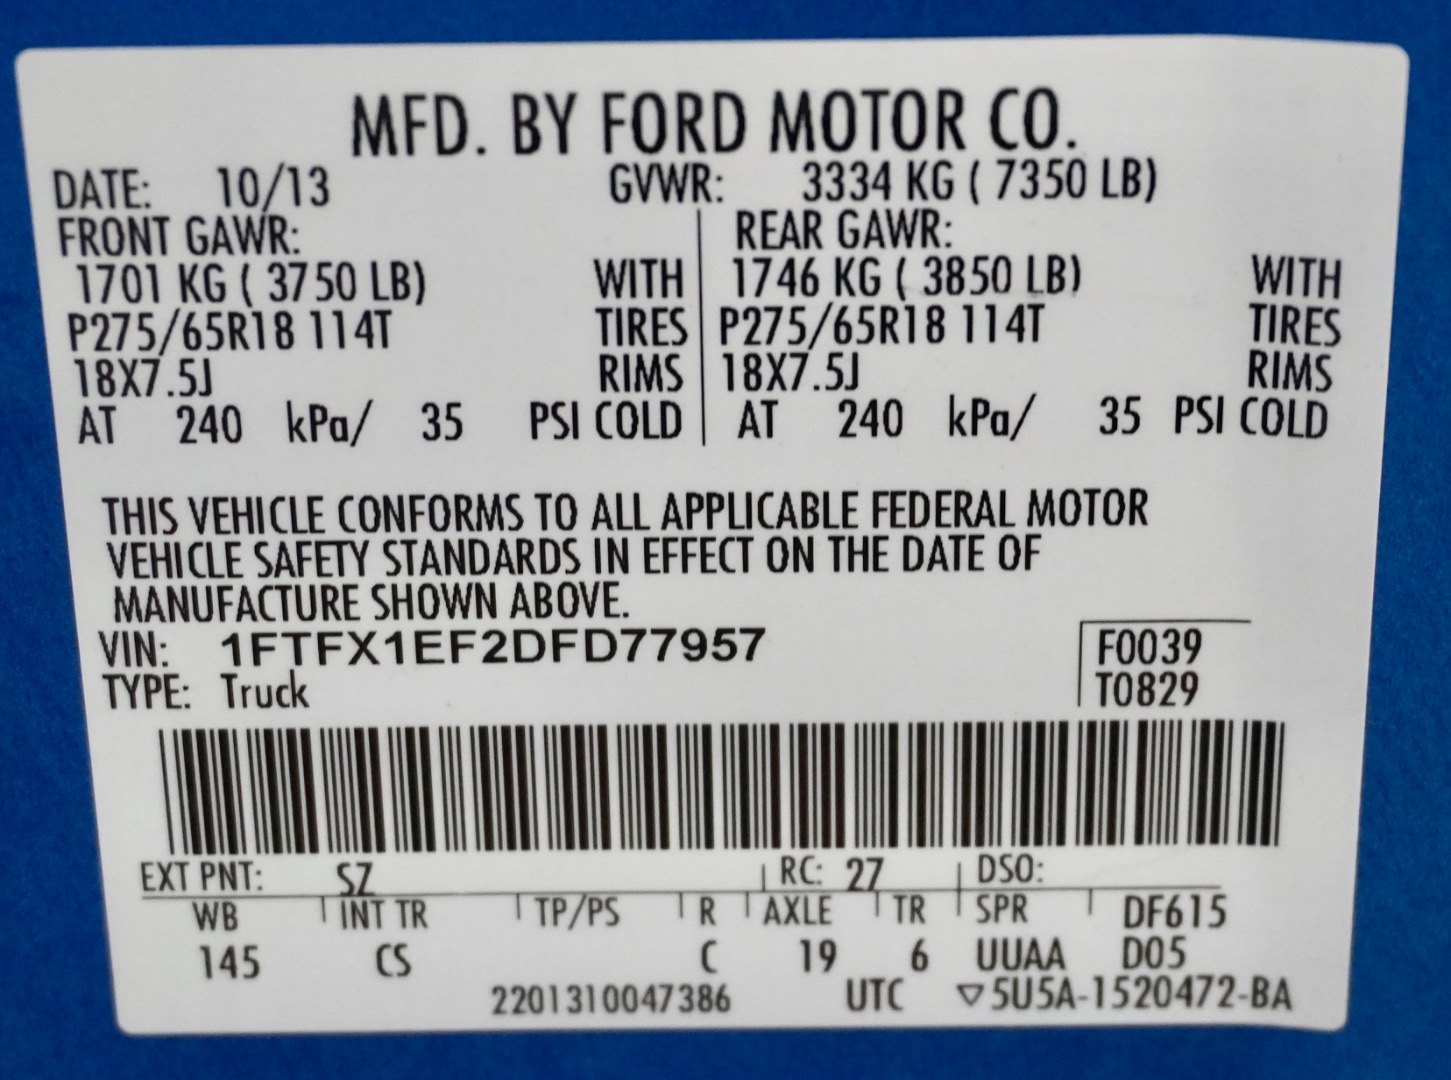 MFD. BY FORD MOTOR CO.
DATE: 10/13 GVWR: 3334 KG ( 7350 LB)
FRONT GAWR: REAR GAWR:
1701 KG ( 3750 LB) WITH 1746 KG ( 3850 LB) WITH
P275/65R18 114T TIRES P275/65R18 114T TIRES
18X7.5J RIMS 18X7.5J RIMS
AT 240 kPa/ 35 PSI COLD AT 240 kPa/ 35 PSI COLD
THIS VEHICLE CONFORMS TO ALL APPLICABLE FEDERAL MOTOR
VEHICLE SAFETY STANDARDS IN EFFECT ON THE DATE OF
MANUFACTURE SHOWN ABOVE.
VIN: 1FTFX1EF2DFD77957 F0039
TYPE: Truck T0829
EXT PNT: SZ RC: 27 DSO:
WB INT TR TP/PS R AXLE TR SPR DF615
145 CS C 19 6 UUAA D05
2201310047386 UTC ▽5U5A-1520472-BA